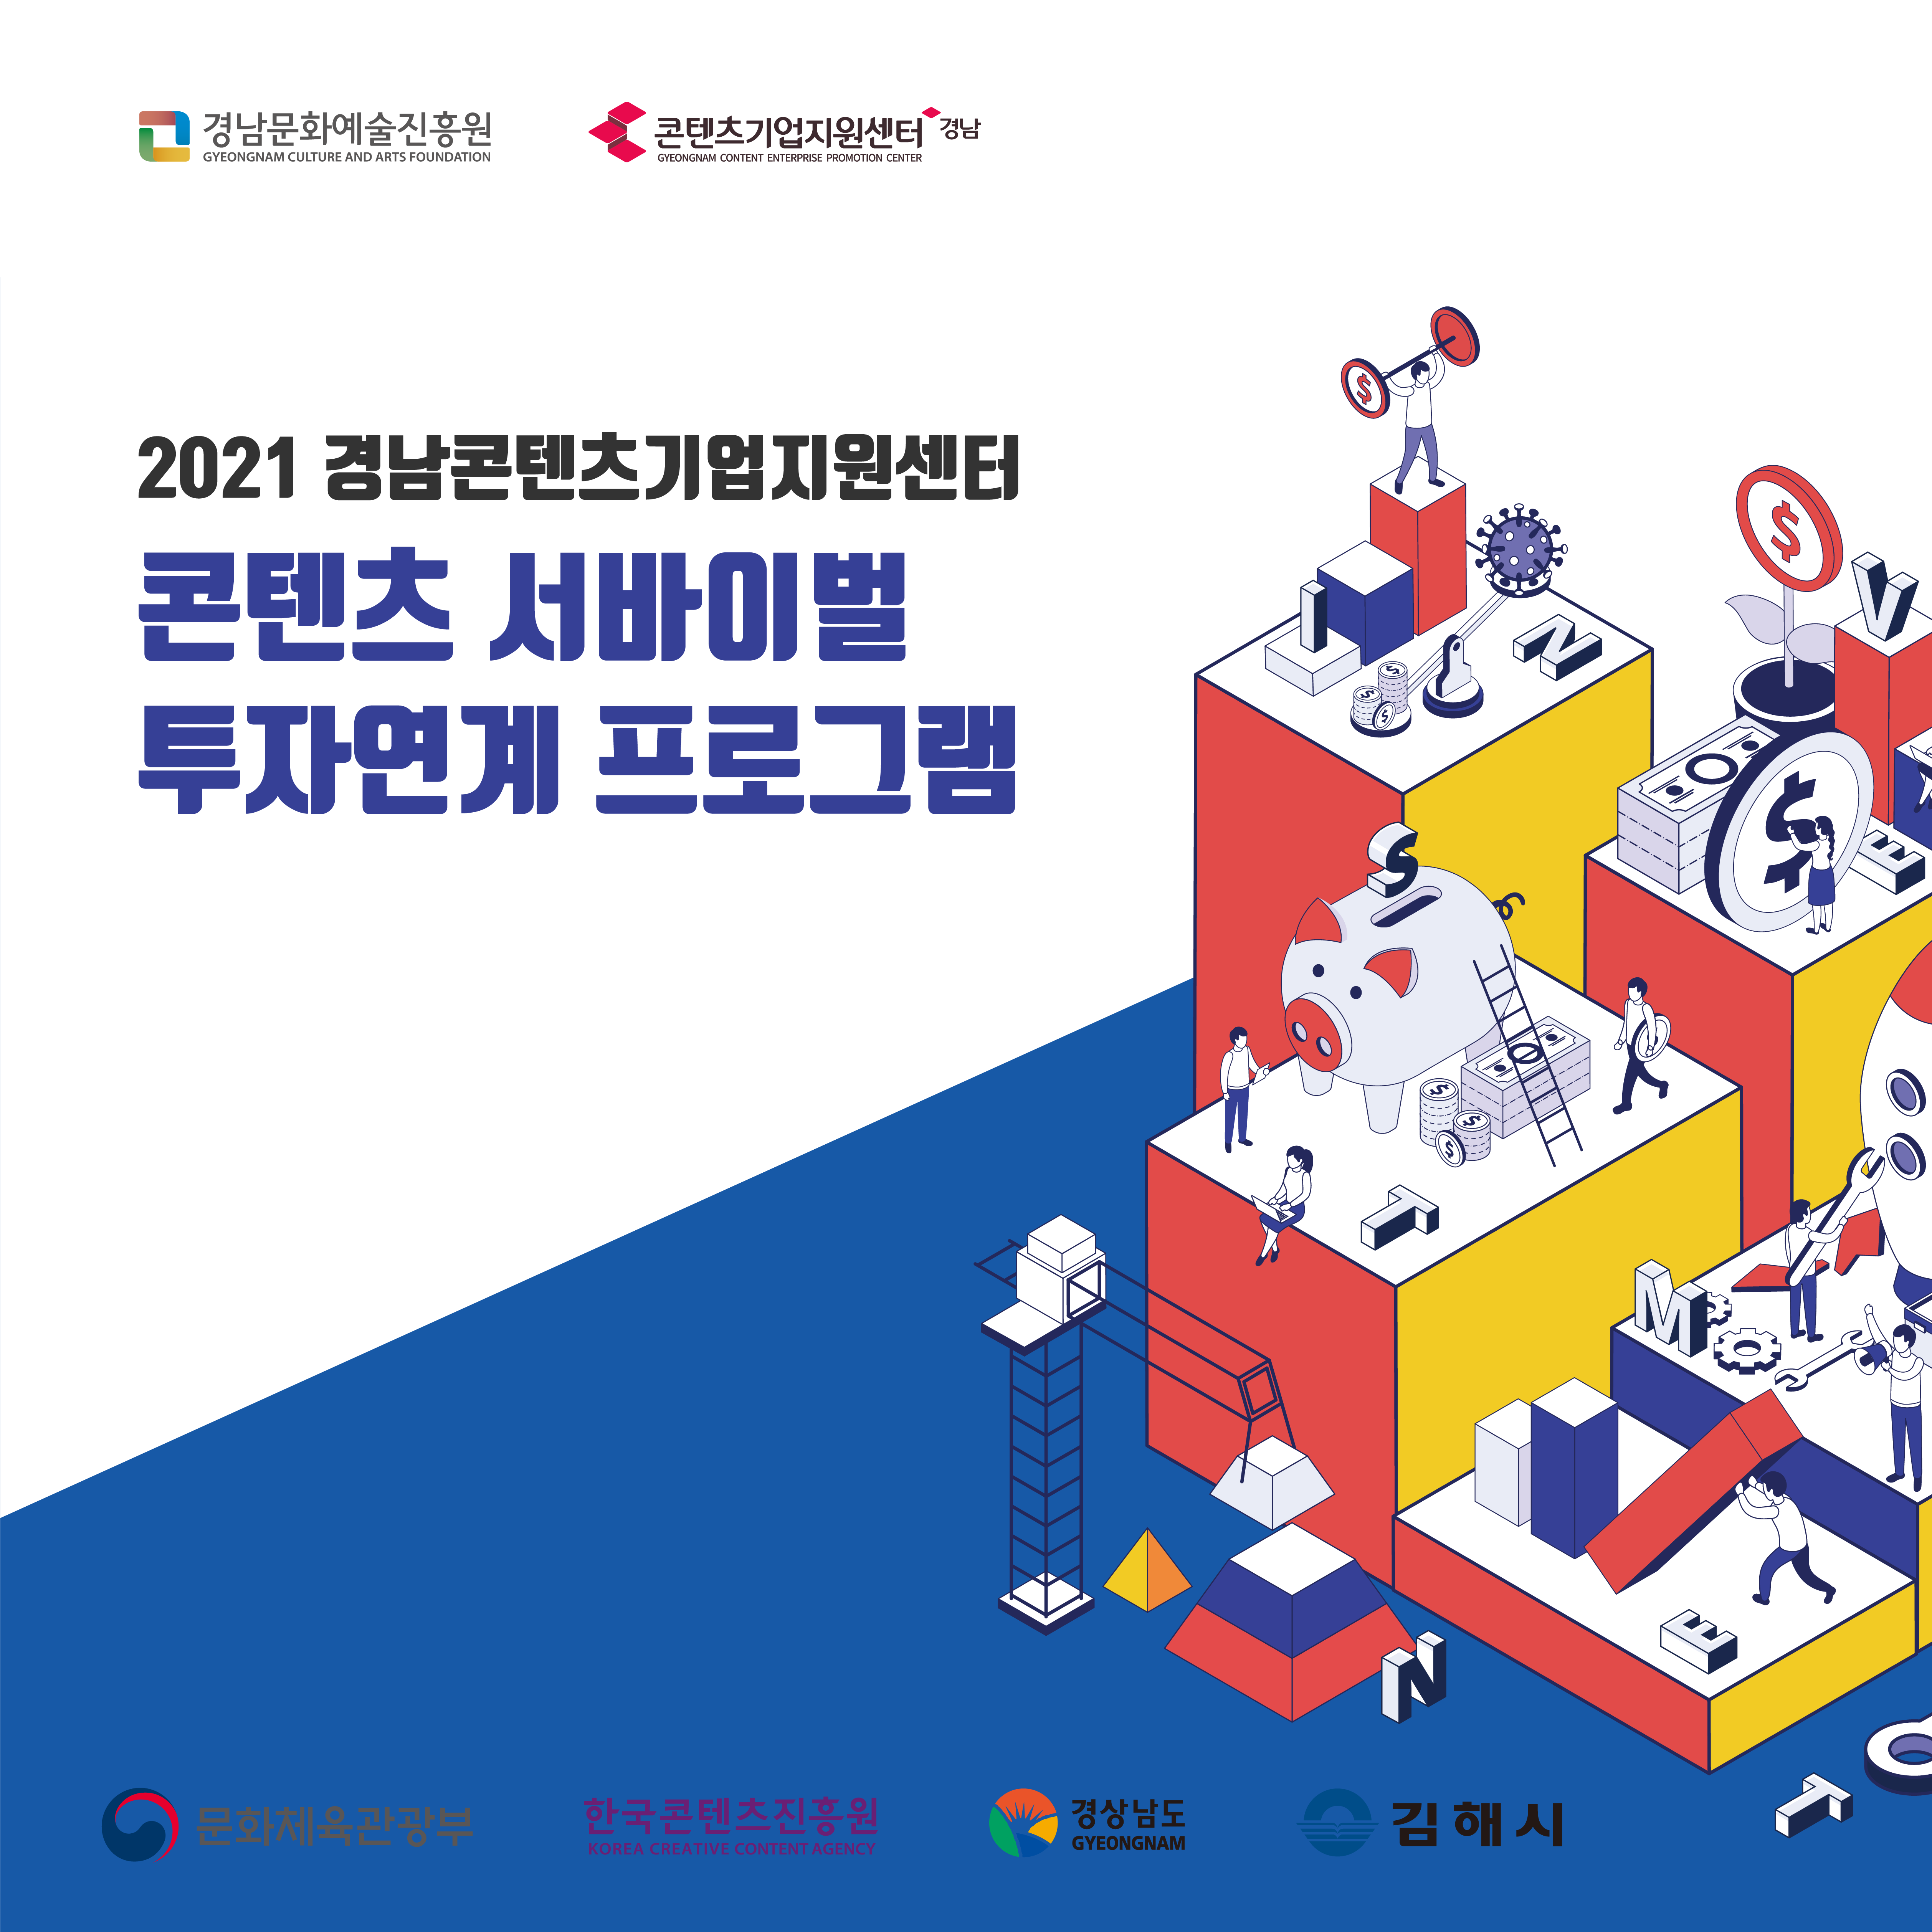 경남문화예술진흥원
GYEONGNAM CULTURE AND ARTS FOUNDATION
콘텐츠기업지원센터 경남
GYEONGNAM CONTENT ENTERPRISE PROMOTION CENTER
2021 경남콘텐츠기업지원센터
콘텐츠 서바이벌
투자연계 프로그램
I N
V E
S T
M E N T
문화체육관광부
한국콘텐츠진흥원
KOREA CREATIVE CONTENT AGENCY
경상남도
GYEONGNAM
김해시